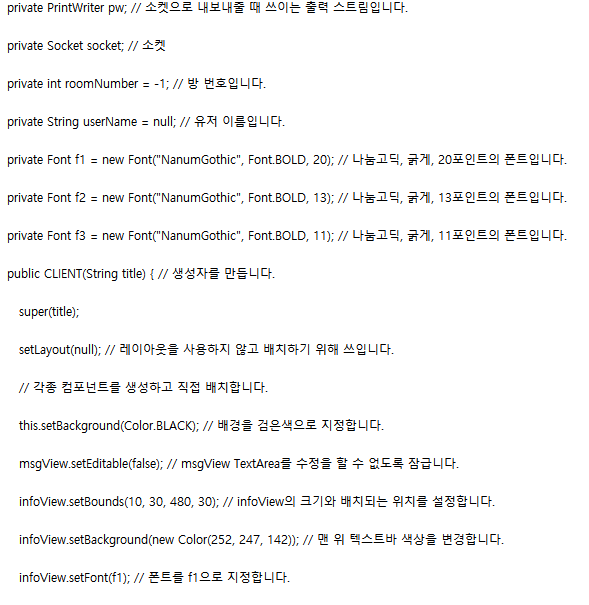 private PrintWriter pw; // 소켓으로 내보내줄 때 쓰이는 출력 스트림입니다.
private Socket socket; // 소켓
private int roomNumber = -1; // 방 번호입니다.
private String userName = null; // 유저 이름입니다.
private Font f1 = new Font("NanumGothic", Font.BOLD, 20); // 나눔고딕, 굵게, 20포인트의 폰트입니다.
private Font f2 = new Font("NanumGothic", Font.BOLD, 13); // 나눔고딕, 굵게, 13포인트의 폰트입니다.
private Font f3 = new Font("NanumGothic", Font.BOLD, 11); // 나눔고딕, 굵게, 11포인트의 폰트입니다.
public CLIENT(String title) { // 생성자를 만듭니다.
super(title);
setLayout(null); // 레이아웃을 사용하지 않고 배치하기 위해 쓰입니다.
// 각종 컴포넌트를 생성하고 직접 배치합니다.
this.setBackground(Color.BLACK); // 배경을 검은색으로 지정합니다.
msgView.setEditable(false); // msgView TextArea를 수정을 할 수 없도록 잠급니다.
infoView.setBounds(10, 30, 480, 30); // infoView의 크기와 배치되는 위치를 설정합니다.
infoView.setBackground(new Color(252, 247, 142)); // 맨 위 텍스트바 색상을 변경합니다.
infoView.setFont(f1); // 폰트를 f1으로 지정합니다.